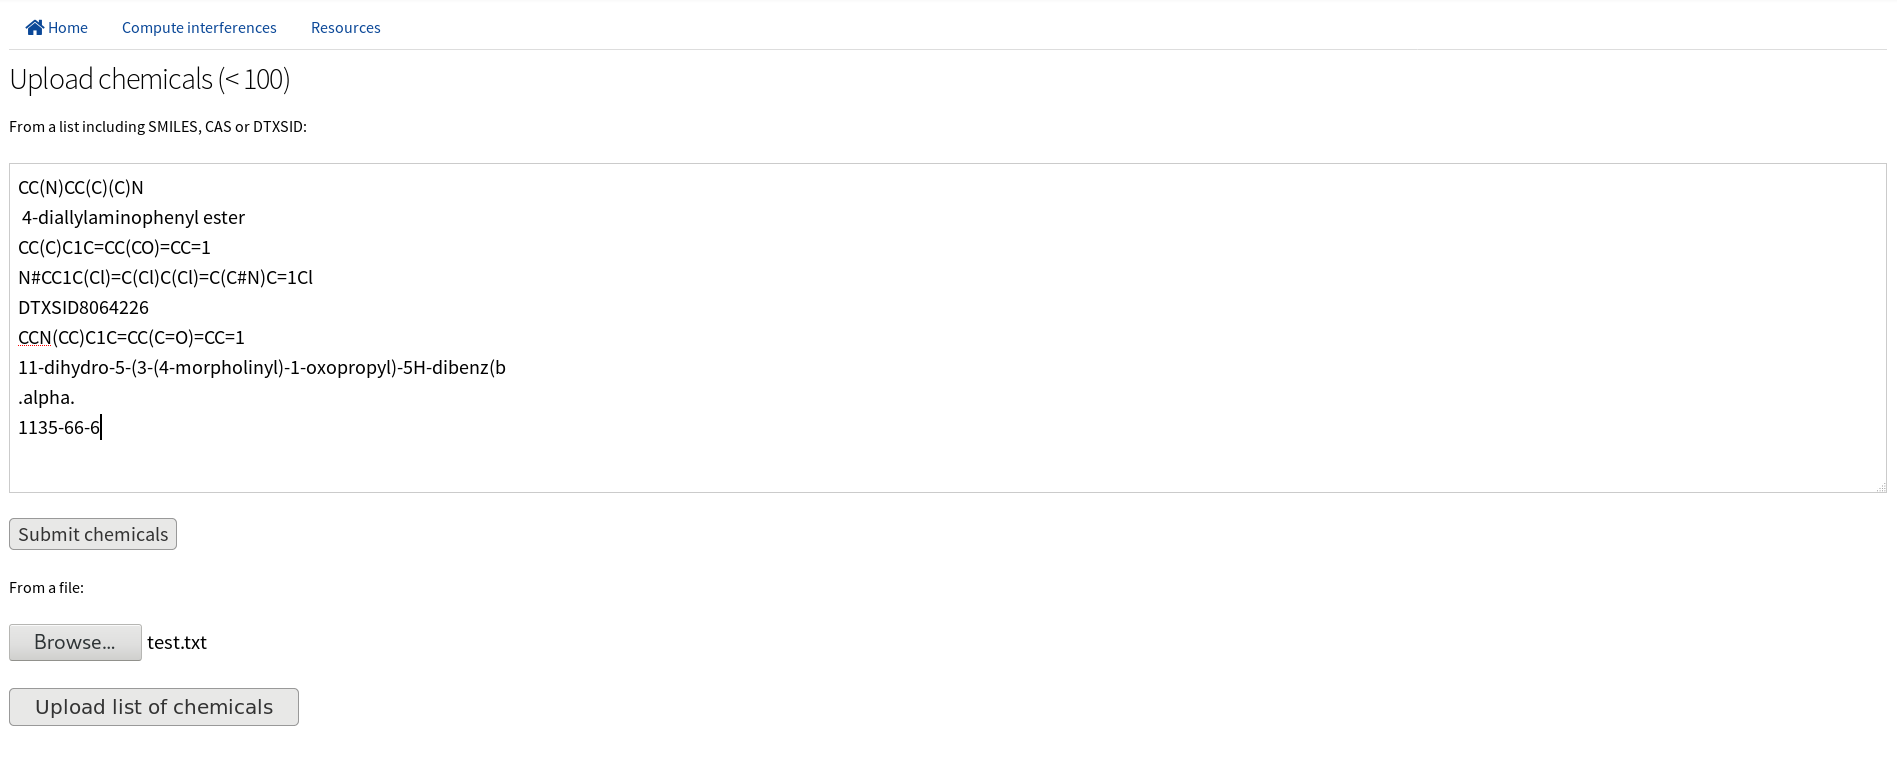 Home Compute interferences Resources
Upload chemicals (< 100)
From a list including SMILES, CAS or DTXSID:
CC(N)CC(C)(C)N
4-diallylaminophenyl ester
CC(C)C1C=CC(CO)=CC=1
N#CC1C(Cl)=C(Cl)C(Cl)=C(C#N)C=1Cl
DTXSID8064226
CCN(CC)C1C=CC(C=O)=CC=1
11-dihydro-5-(3-(4-morpholinyl)-1-oxopropyl)-5H-dibenz(b
.alpha.
1135-66-6
Submit chemicals
From a file:
Browse... test.txt
Upload list of chemicals